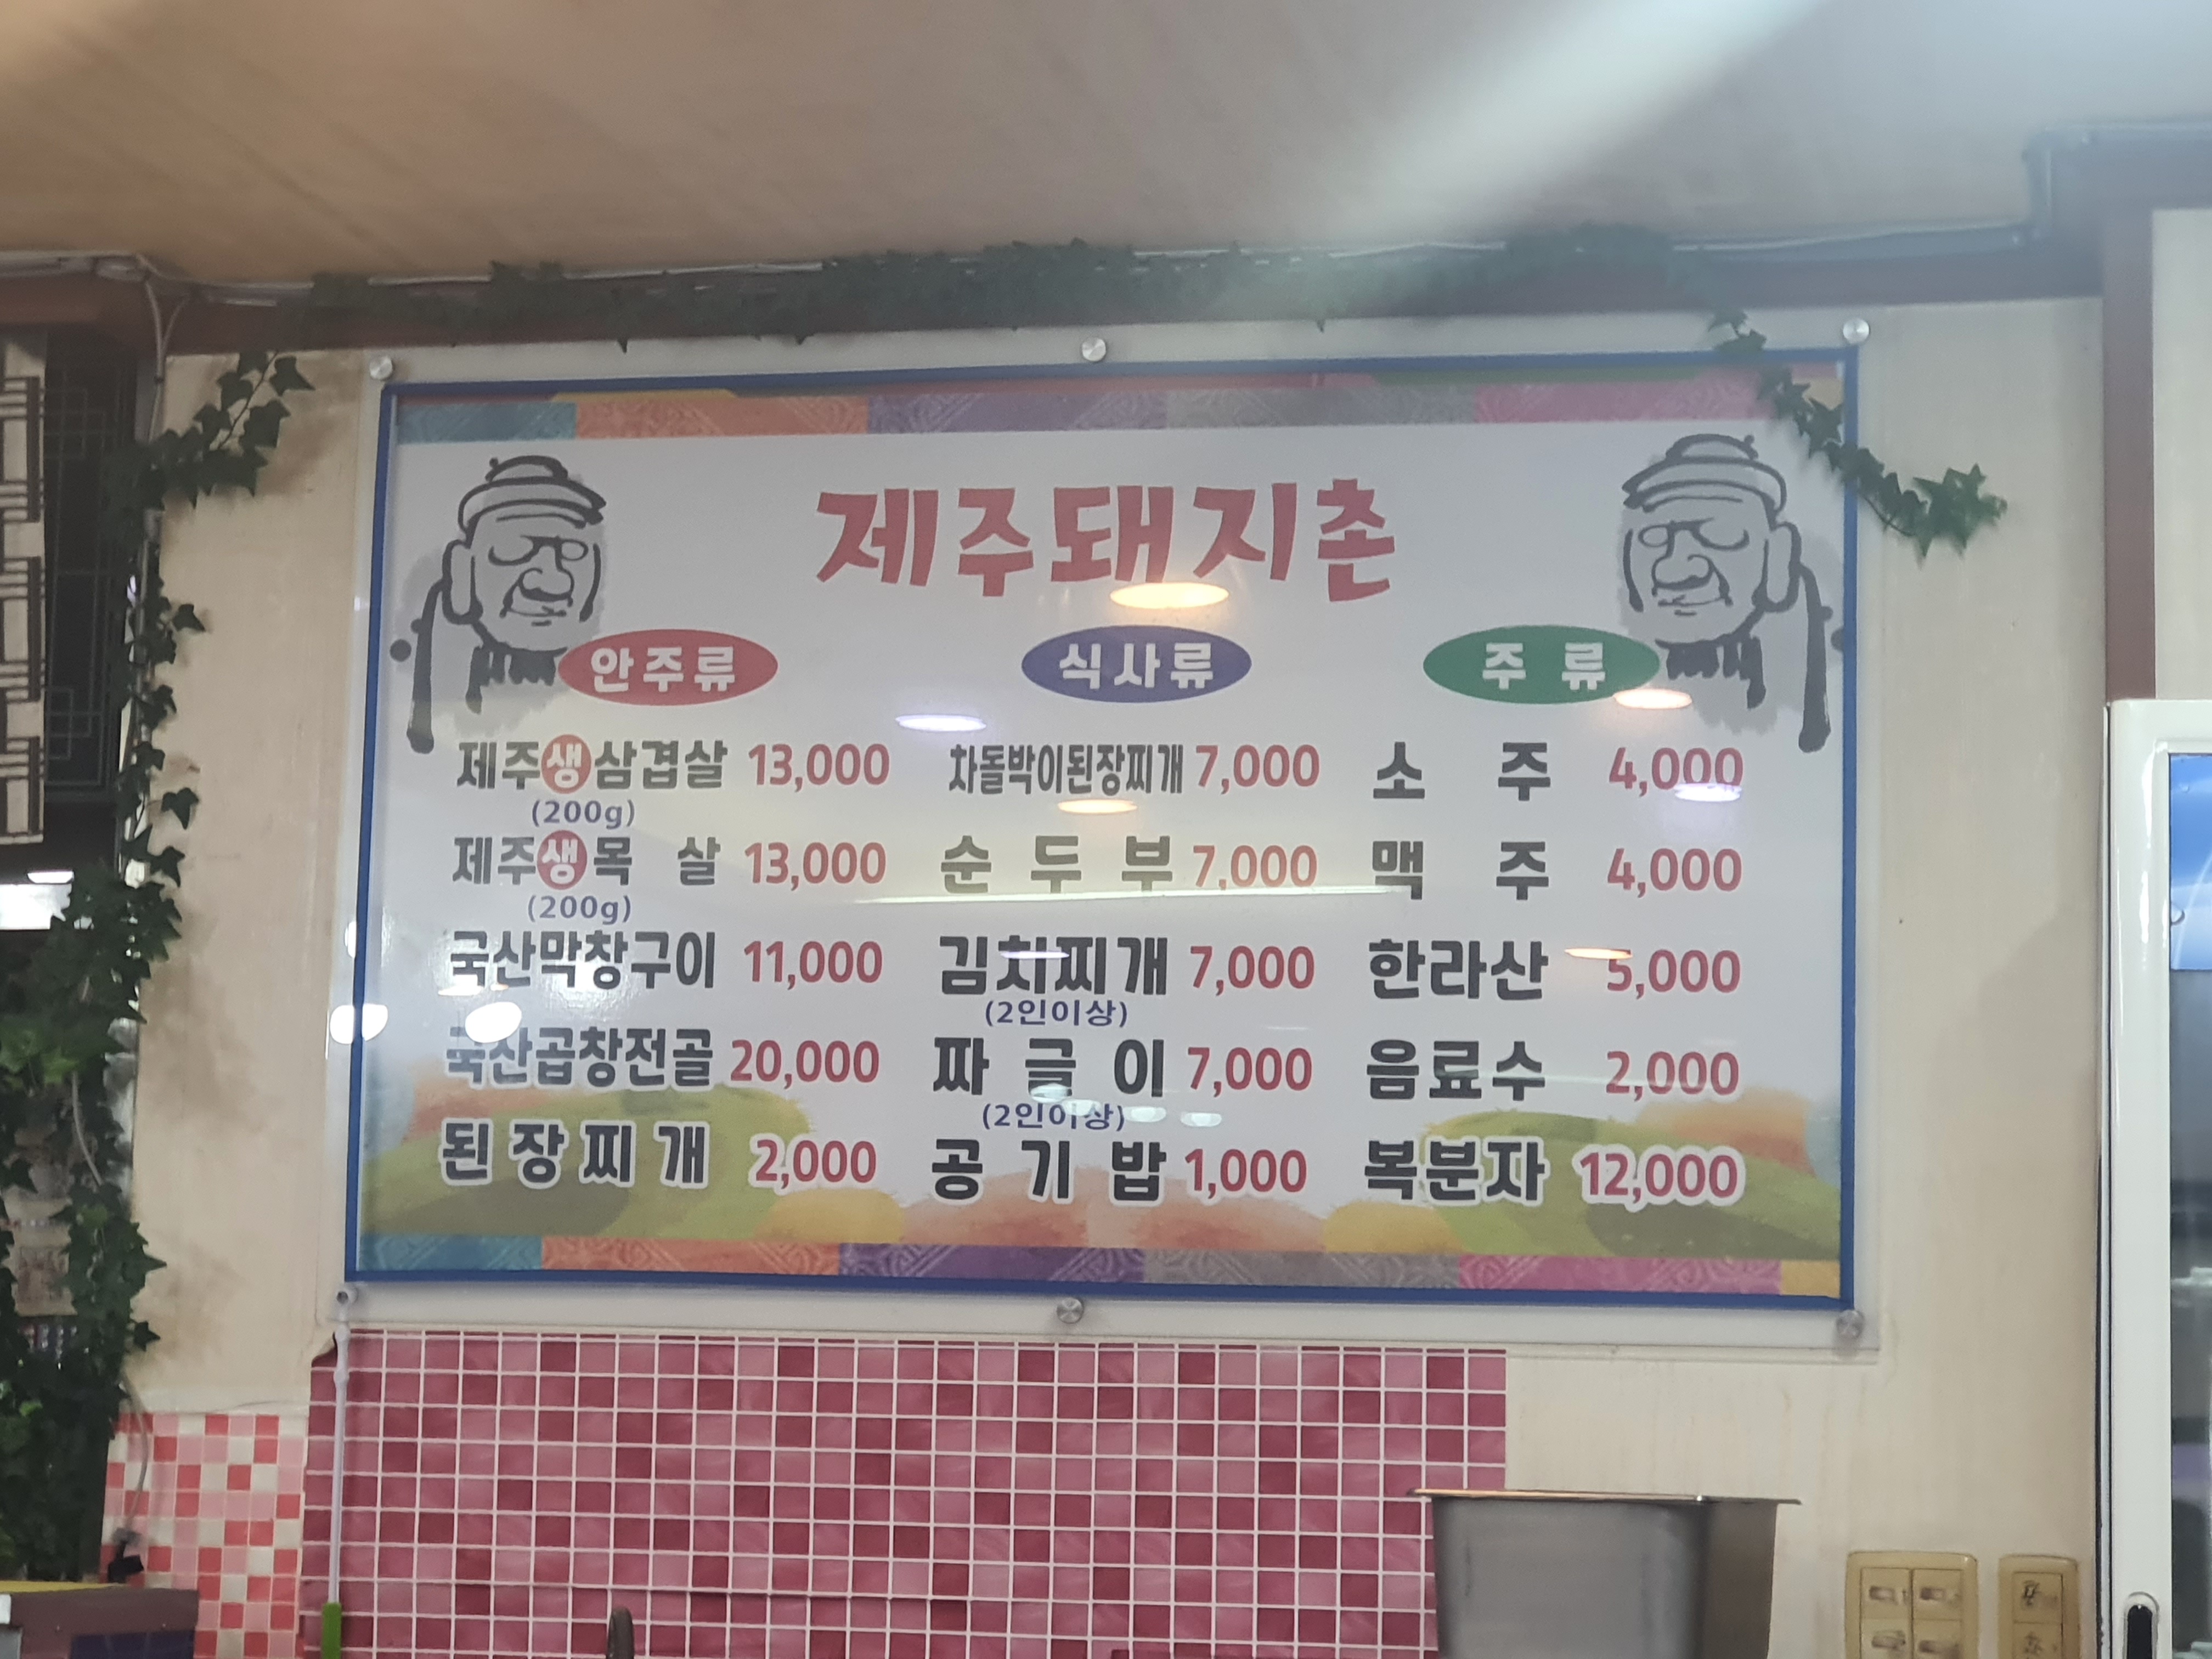 제주돼지촌
안주류
제주생삼겹살 13,000
(200g)
제주생목 살 13,000
(200g)
국산막창구이 11,000
국산곱창전골 20,000
된장찌개 2,000
식사류
차돌박이된장찌개 7,000
순두부 7,000
김치찌개 7,000
(2인이상)
짜글이 7,000
(2인이상)
공기밥 1,000
주류
소주 4,000
맥주 4,000
한라산 5,000
음료수 2,000
복분자 12,000